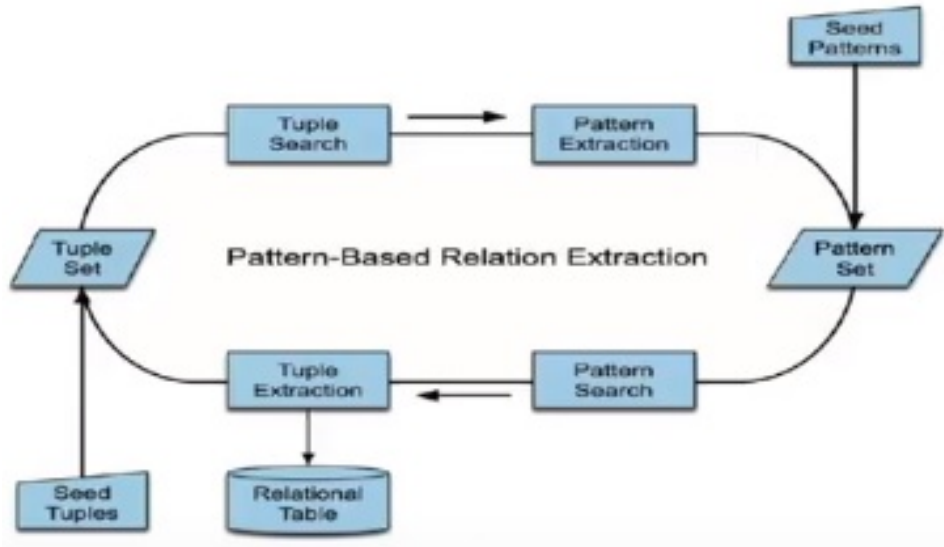 Seed
Patterns
Tuple
Search
Pattern
Extraction
Tuple
Set
Pattern-Based Relation Extraction
Pattern
Set
Tuple
Extraction
Pattern
Search
Seed
Tuples
Relational
Table